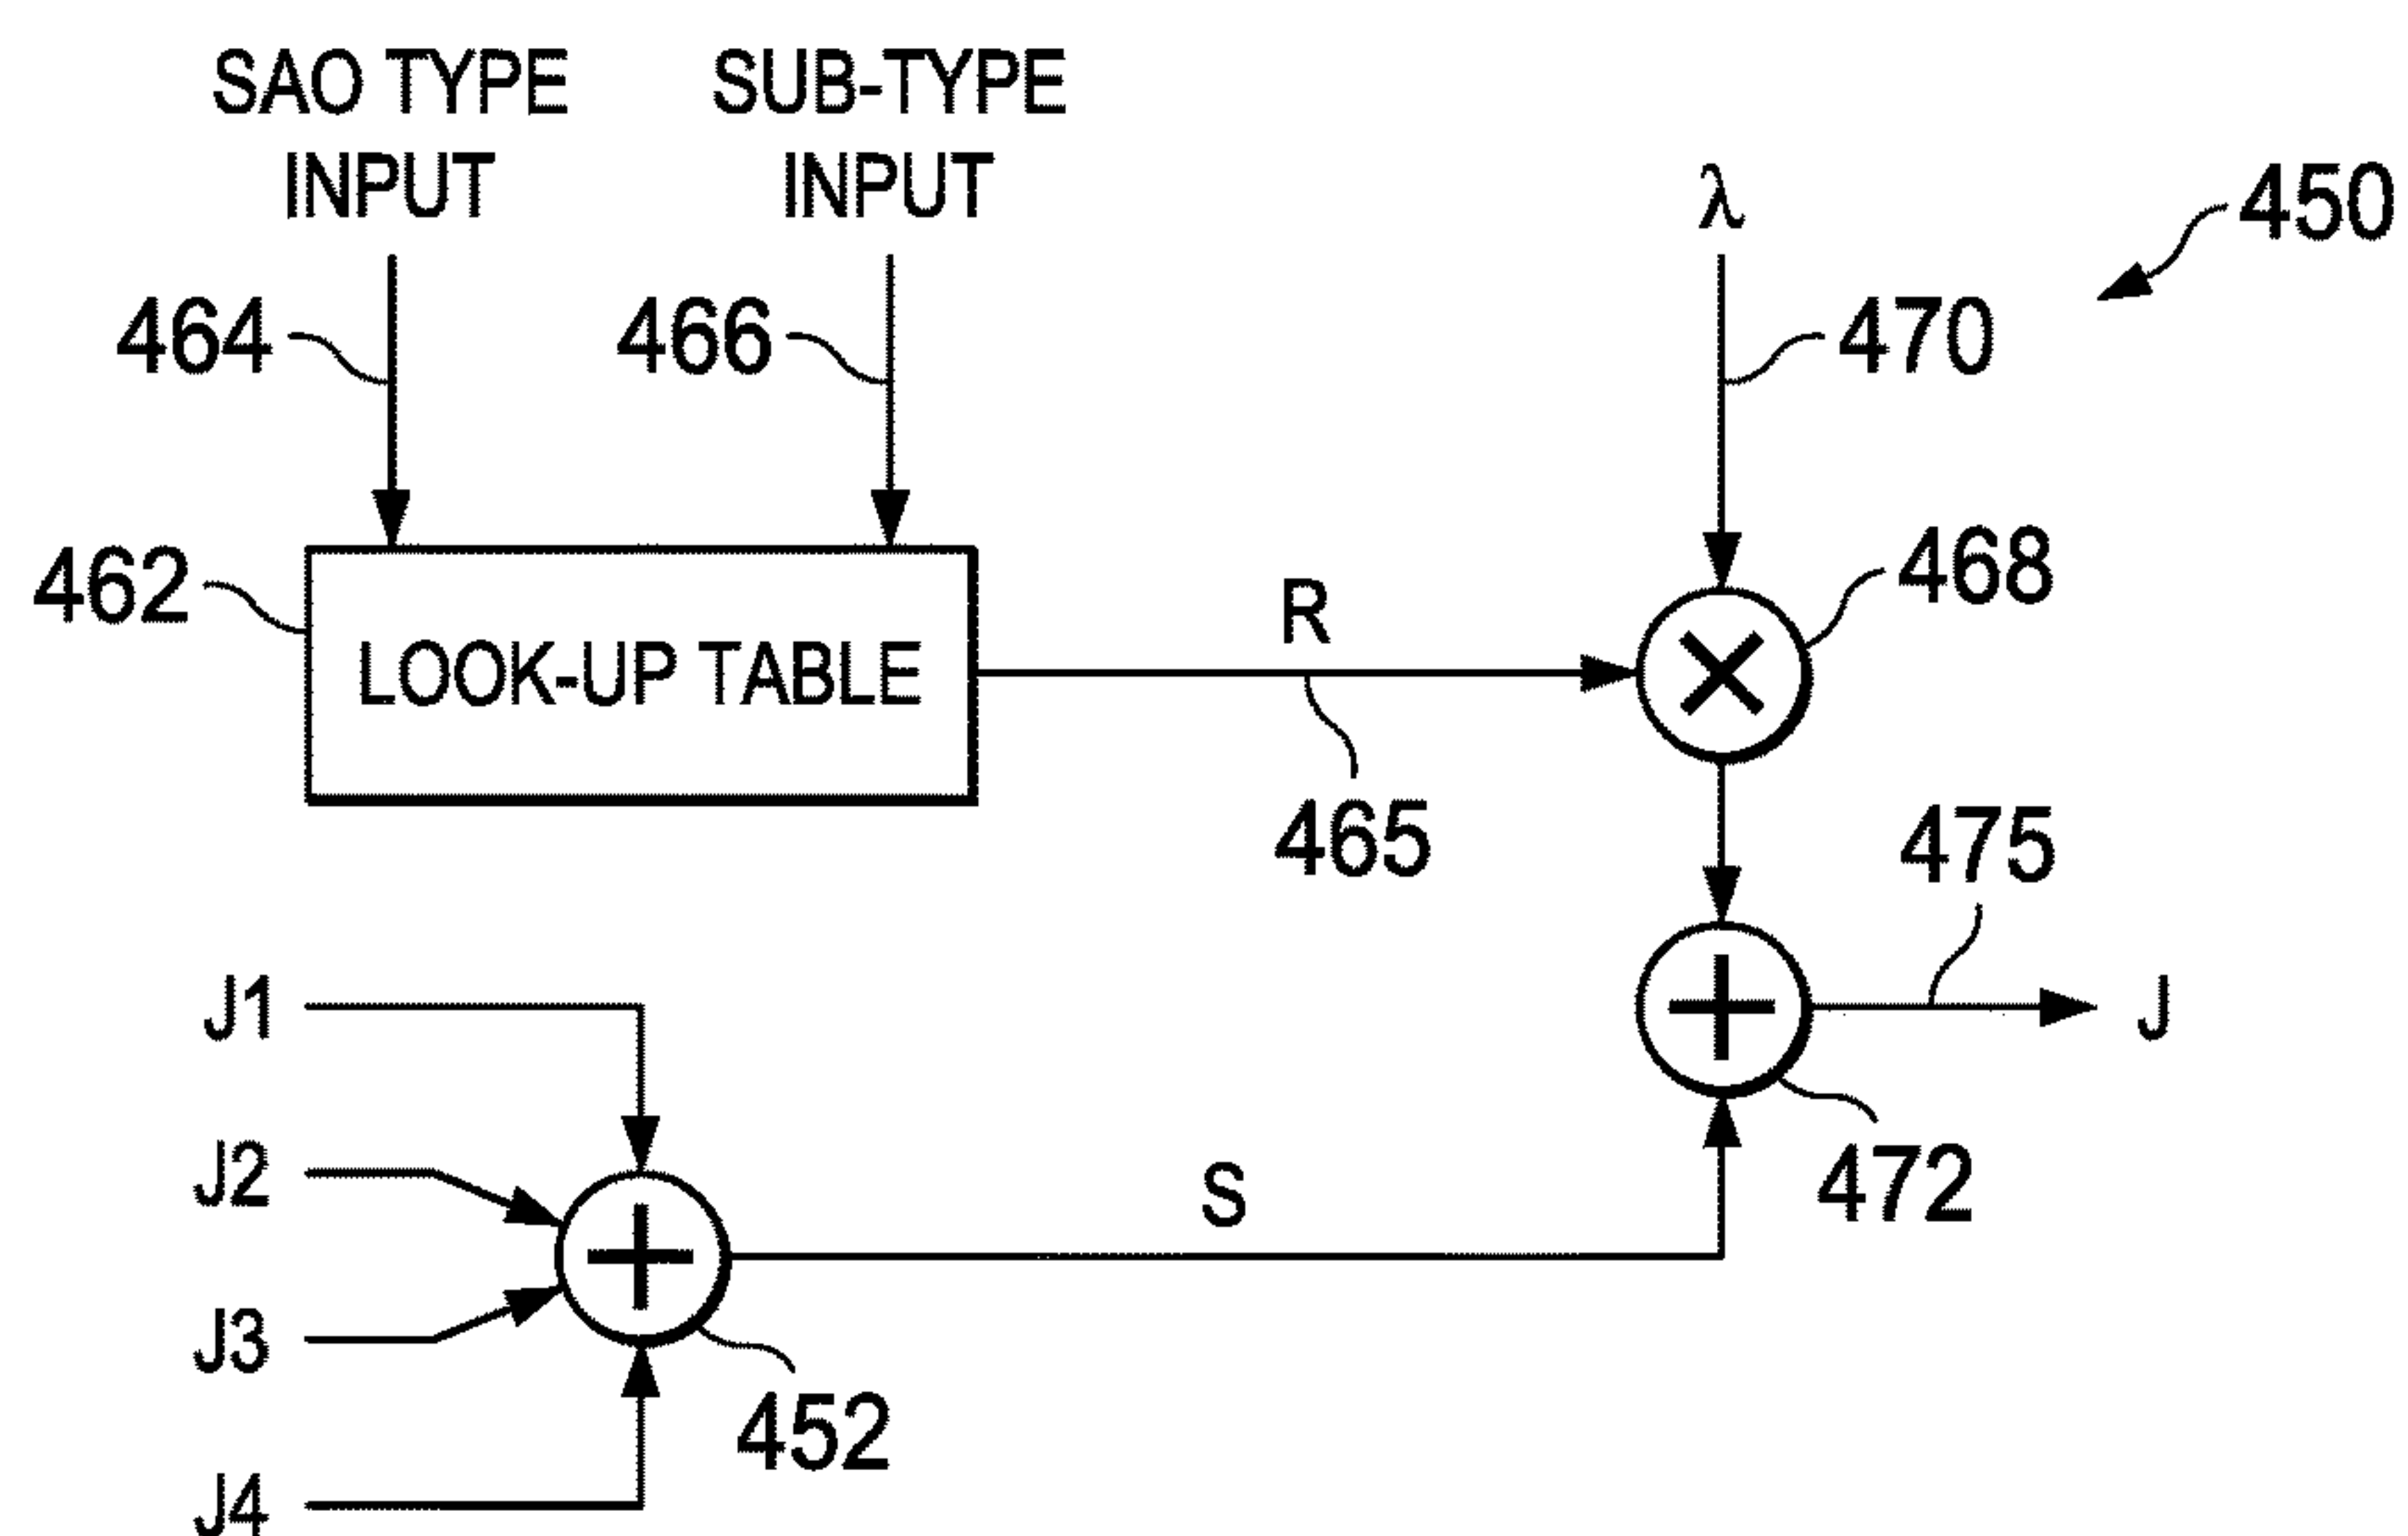 SAO TYPE
INPUT
SUB-TYPE
INPUT
λ
450
464
466
470
462
LOOK-UP TABLE
R
465
468
475
J1
J
J2
S
472
J3
452
J4